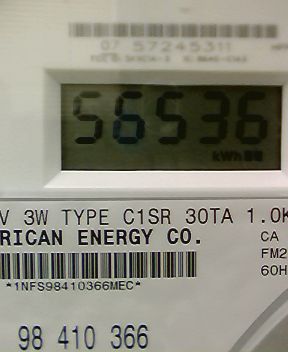 07 57245311
56536
kWh
V 3W TYPE C1SR 30TA 1.0K
RICAN ENERGY CO.
CA
FM2
60H
*1NFS98410366MEC*
98 410 366